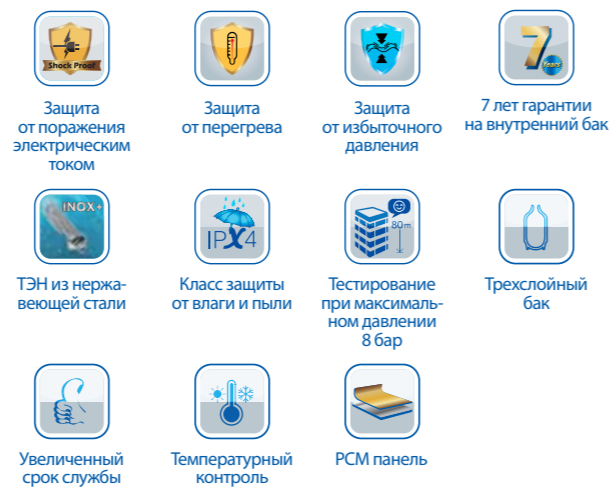 Shock Proof
7
Years
Защита
от поражения
электрическим
током
Защита
от перегрева
Защита
от избыточного
давления
7 лет гарантии
на внутренний бак
INOX+
IPX4
80m
ТЭН из нержа-
веющей стали
Класс защиты
от влаги и пыли
Тестирование
при максималь-
ном давлении
8 бар
Трехслойный
бак
Увеличенный
срок службы
Температурный
контроль
PCM панель